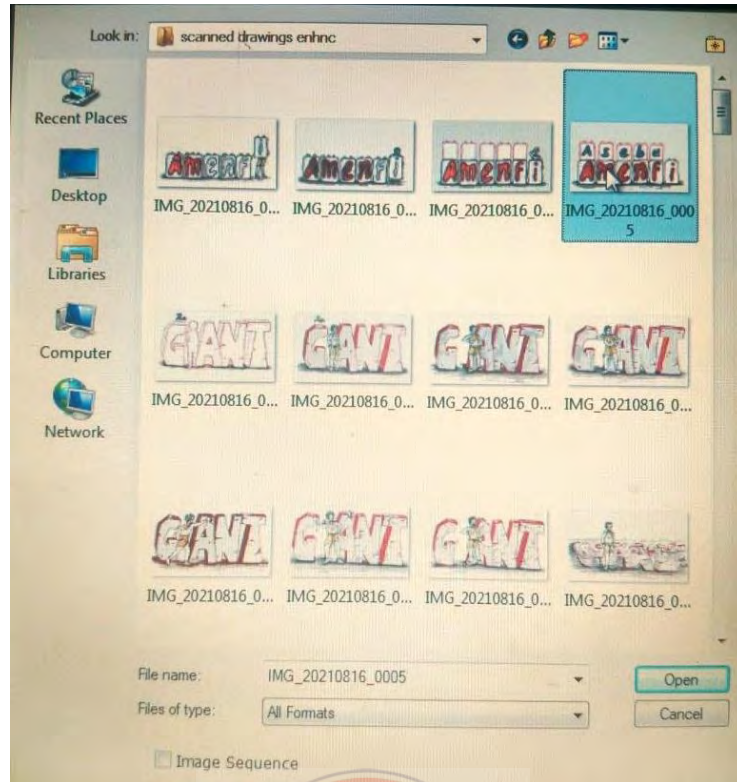 Look in: scanned drawings enhnc
Recent Places
Desktop
Libraries
Computer
Network
Amenfi Amenfi Amenfi Aseba
Amenfi
IMG_20210816_0... IMG_20210816_0... IMG_20210816_0... IMG_20210816_000
5
GiANT GiANT GiANT GiANT
IMG_20210816_0... IMG_20210816_0... IMG_20210816_0... IMG_20210816_0...
GiANT GiANT GiANT
IMG_20210816_0... IMG_20210816_0... IMG_20210816_0... IMG_20210816_0...
File name: IMG_20210816_0005 Open
Files of type: All Formats Cancel
Image Sequence